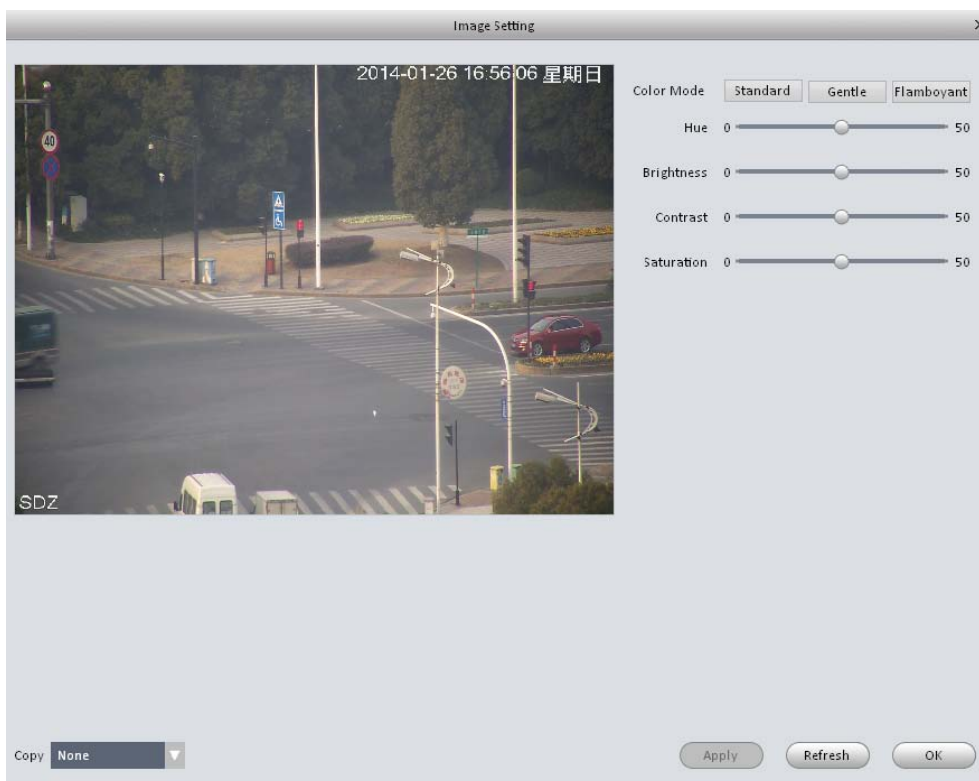 Image Setting
2014-01-26 16:56:06 星期日
40
SDZ
Color Mode Standard Gentle Flamboyant
Hue 0 50
Brightness 0 50
Contrast 0 50
Saturation 0 50
Copy None
Apply Refresh OK